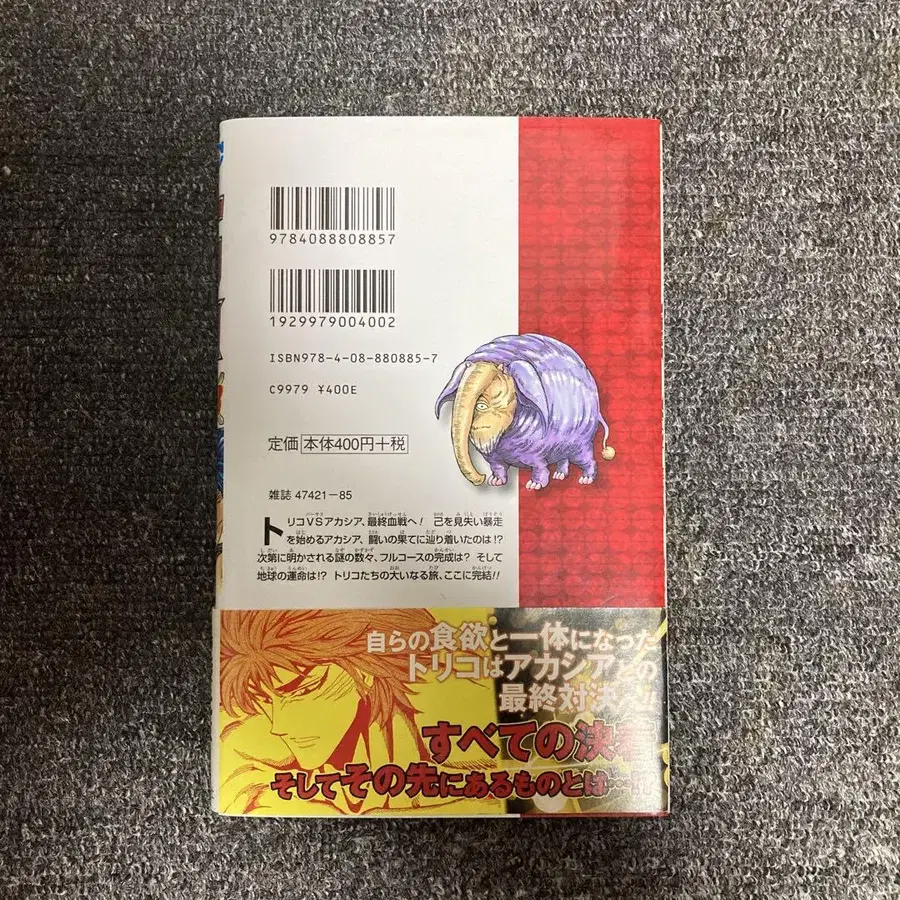 9784088808857
1929979004002
ISBN978-4-08-880885-7
C9979 ¥400E
定価 本体400円+税
雑誌 47421-85
トリコVSアカシア、最終血戦へ! 己を見失い暴走
を始めるアカシア、闘いの果てに辿り着いたのは!?
次第に明かされる謎の数々、フルコースの完成は? そして
地球の運命は!? トリコたちの大いなる旅、ここに完結!!
自らの食欲と一体になった
トリコはアカシアとの
最終対決へ!
すべての決着
そしてその先にあるものとは…!?